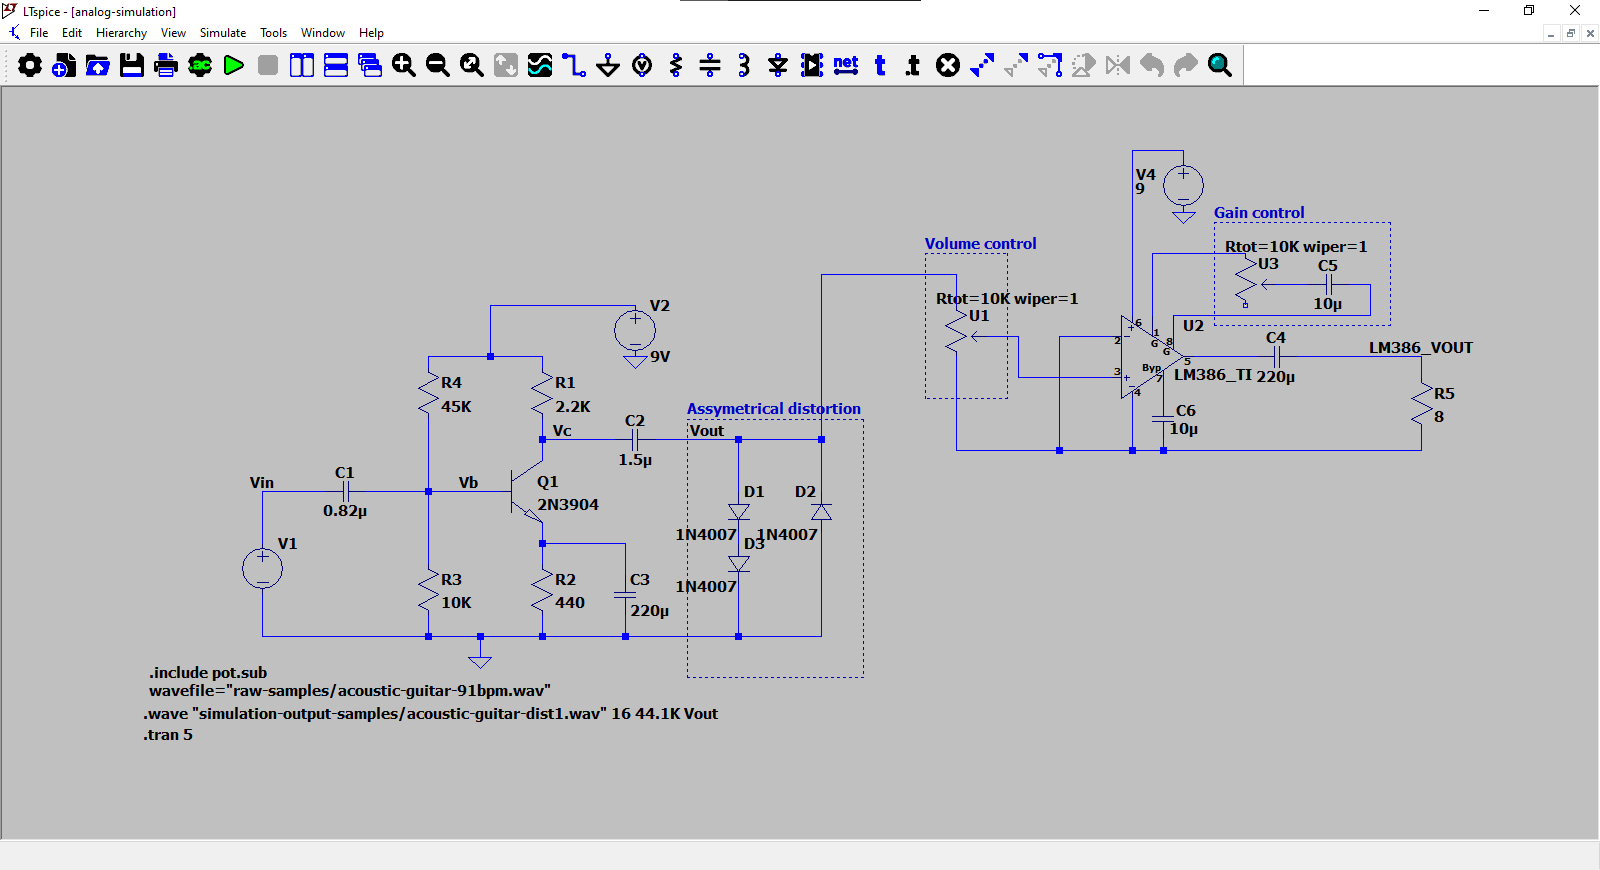 LTspice - [analog-simulation]
File Edit Hierarchy View Simulate Tools Window Help
.ac
net
t
.t
V4
9
Gain control
Volume control
Rtot=10K wiper=1
U3
C5
10µ
Rtot=10K wiper=1
U1
V2
9V
6
1
G
8
G
U2
2
3
Byp
7
4
5
LM386_TI
C4
220µ
LM386_VOUT
R5
8
C6
10µ
R4
45K
R1
2.2K
Assymetrical distortion
Vc
C2
1.5µ
Vout
Vin
C1
0.82µ
Vb
Q1
2N3904
D1
1N4007
D2
1N4007
D3
1N4007
V1
R3
10K
R2
440
C3
220µ
.include pot.sub
wavefile="raw-samples/acoustic-guitar-91bpm.wav"
.wave "simulation-output-samples/acoustic-guitar-dist1.wav" 16 44.1K Vout
.tran 5